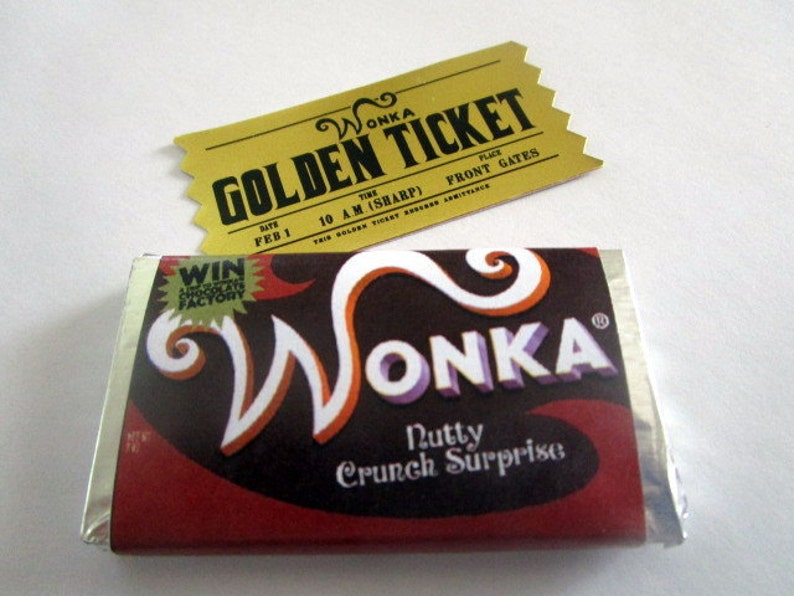 WONKA
GOLDEN TICKET
DATE TIME PLACE
FEB 1 10 AM (SHARP) FRONT GATES
THIS GOLDEN TICKET ENSURES ADMITTANCE
WIN
CHOCOLATE
FACTORY
WONKA®
Nutty
Crunch Surprise